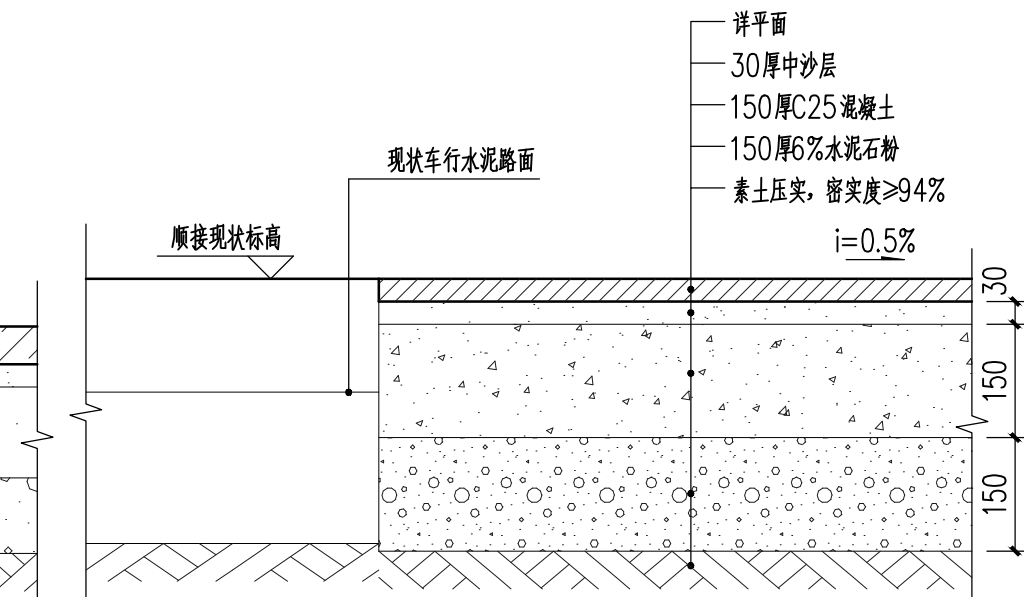 详平面
30厚中沙层
150厚C25混凝土
150厚6%水泥石粉
素土压实，密实度≥94%
现状车行水泥路面
顺接现状标高
i=0.5%
30
150
150